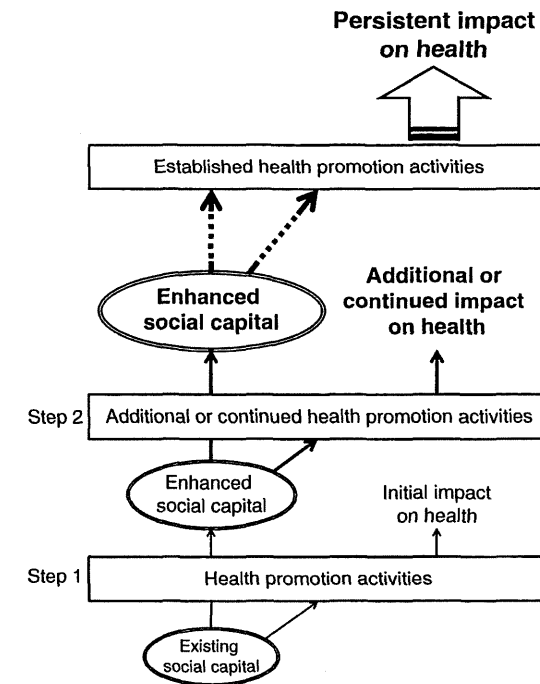 Persistent impact
on health
Established health promotion activities
Enhanced
social capital
Additional or
continued impact
on health
Step 2
Additional or continued health promotion activities
Enhanced
social capital
Initial impact
on health
Step 1
Health promotion activities
Existing
social capital